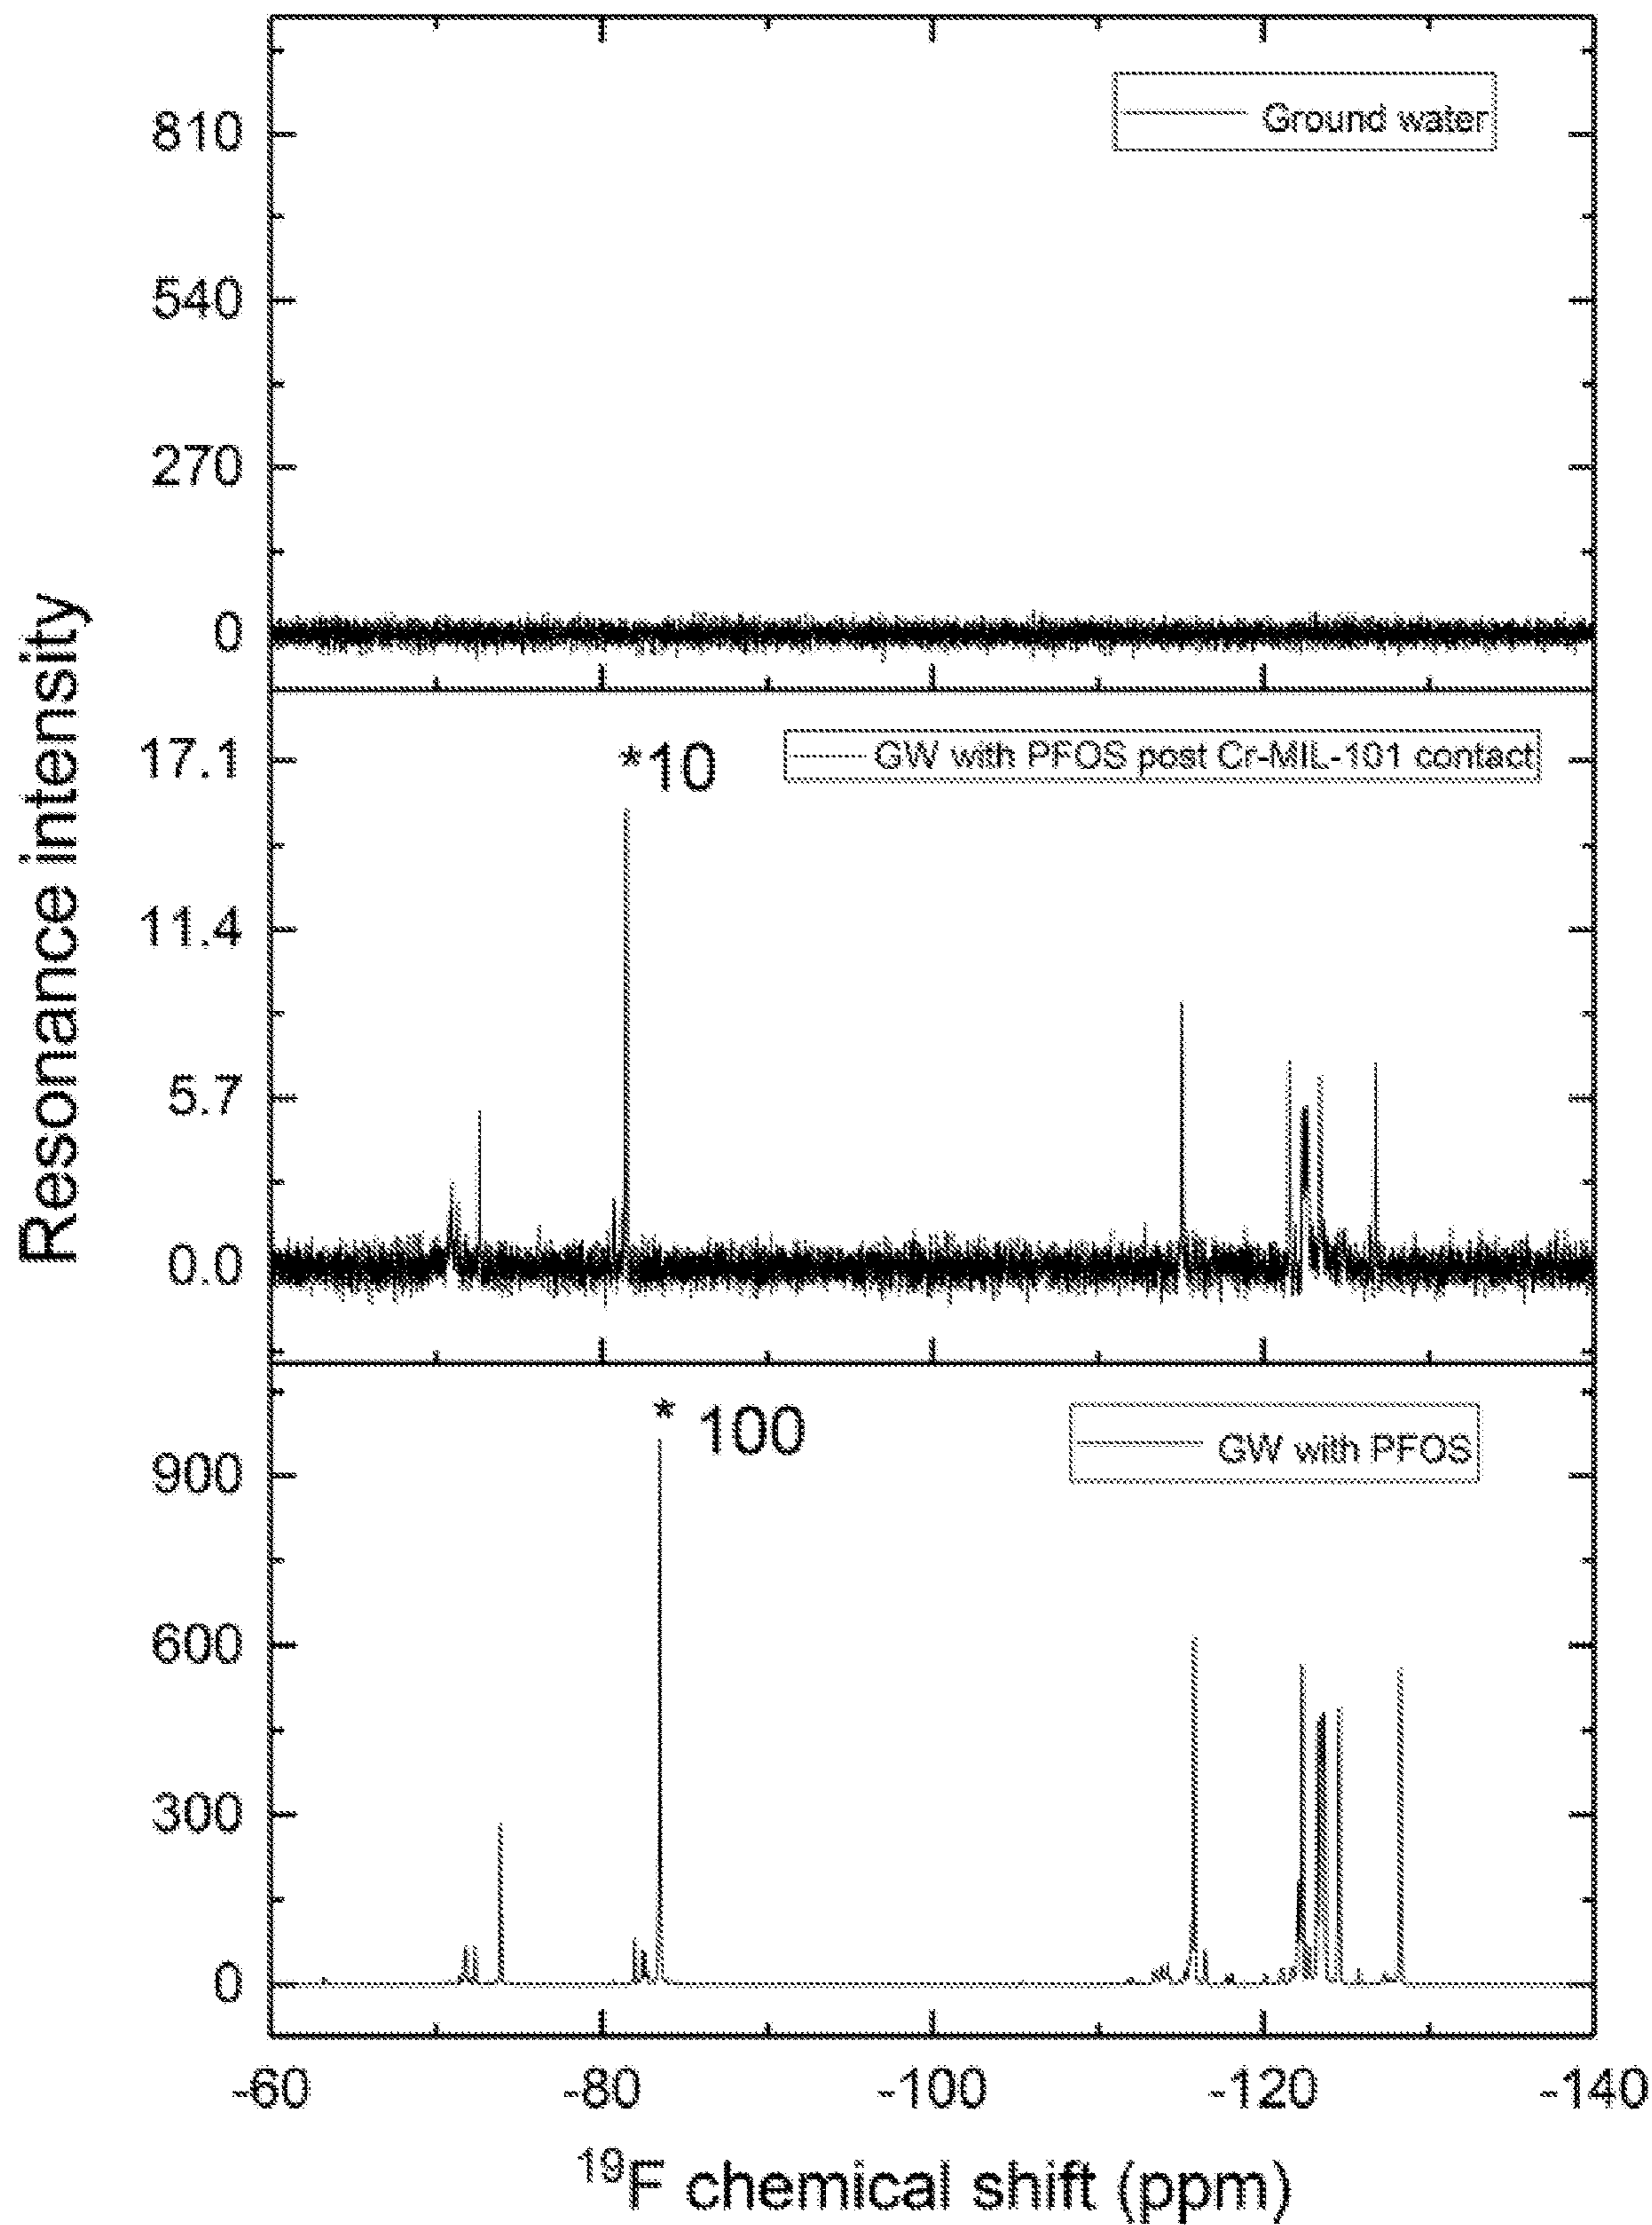 Resonance intensity
810
Ground water
540
270
0
17.1
*10
GW with PFOS post Cr-MIL-101 contact
11.4
5.7
0.0
* 100
GW with PFOS
900
600
300
0
-60 -80 -100 -120 -140
¹⁹F chemical shift (ppm)